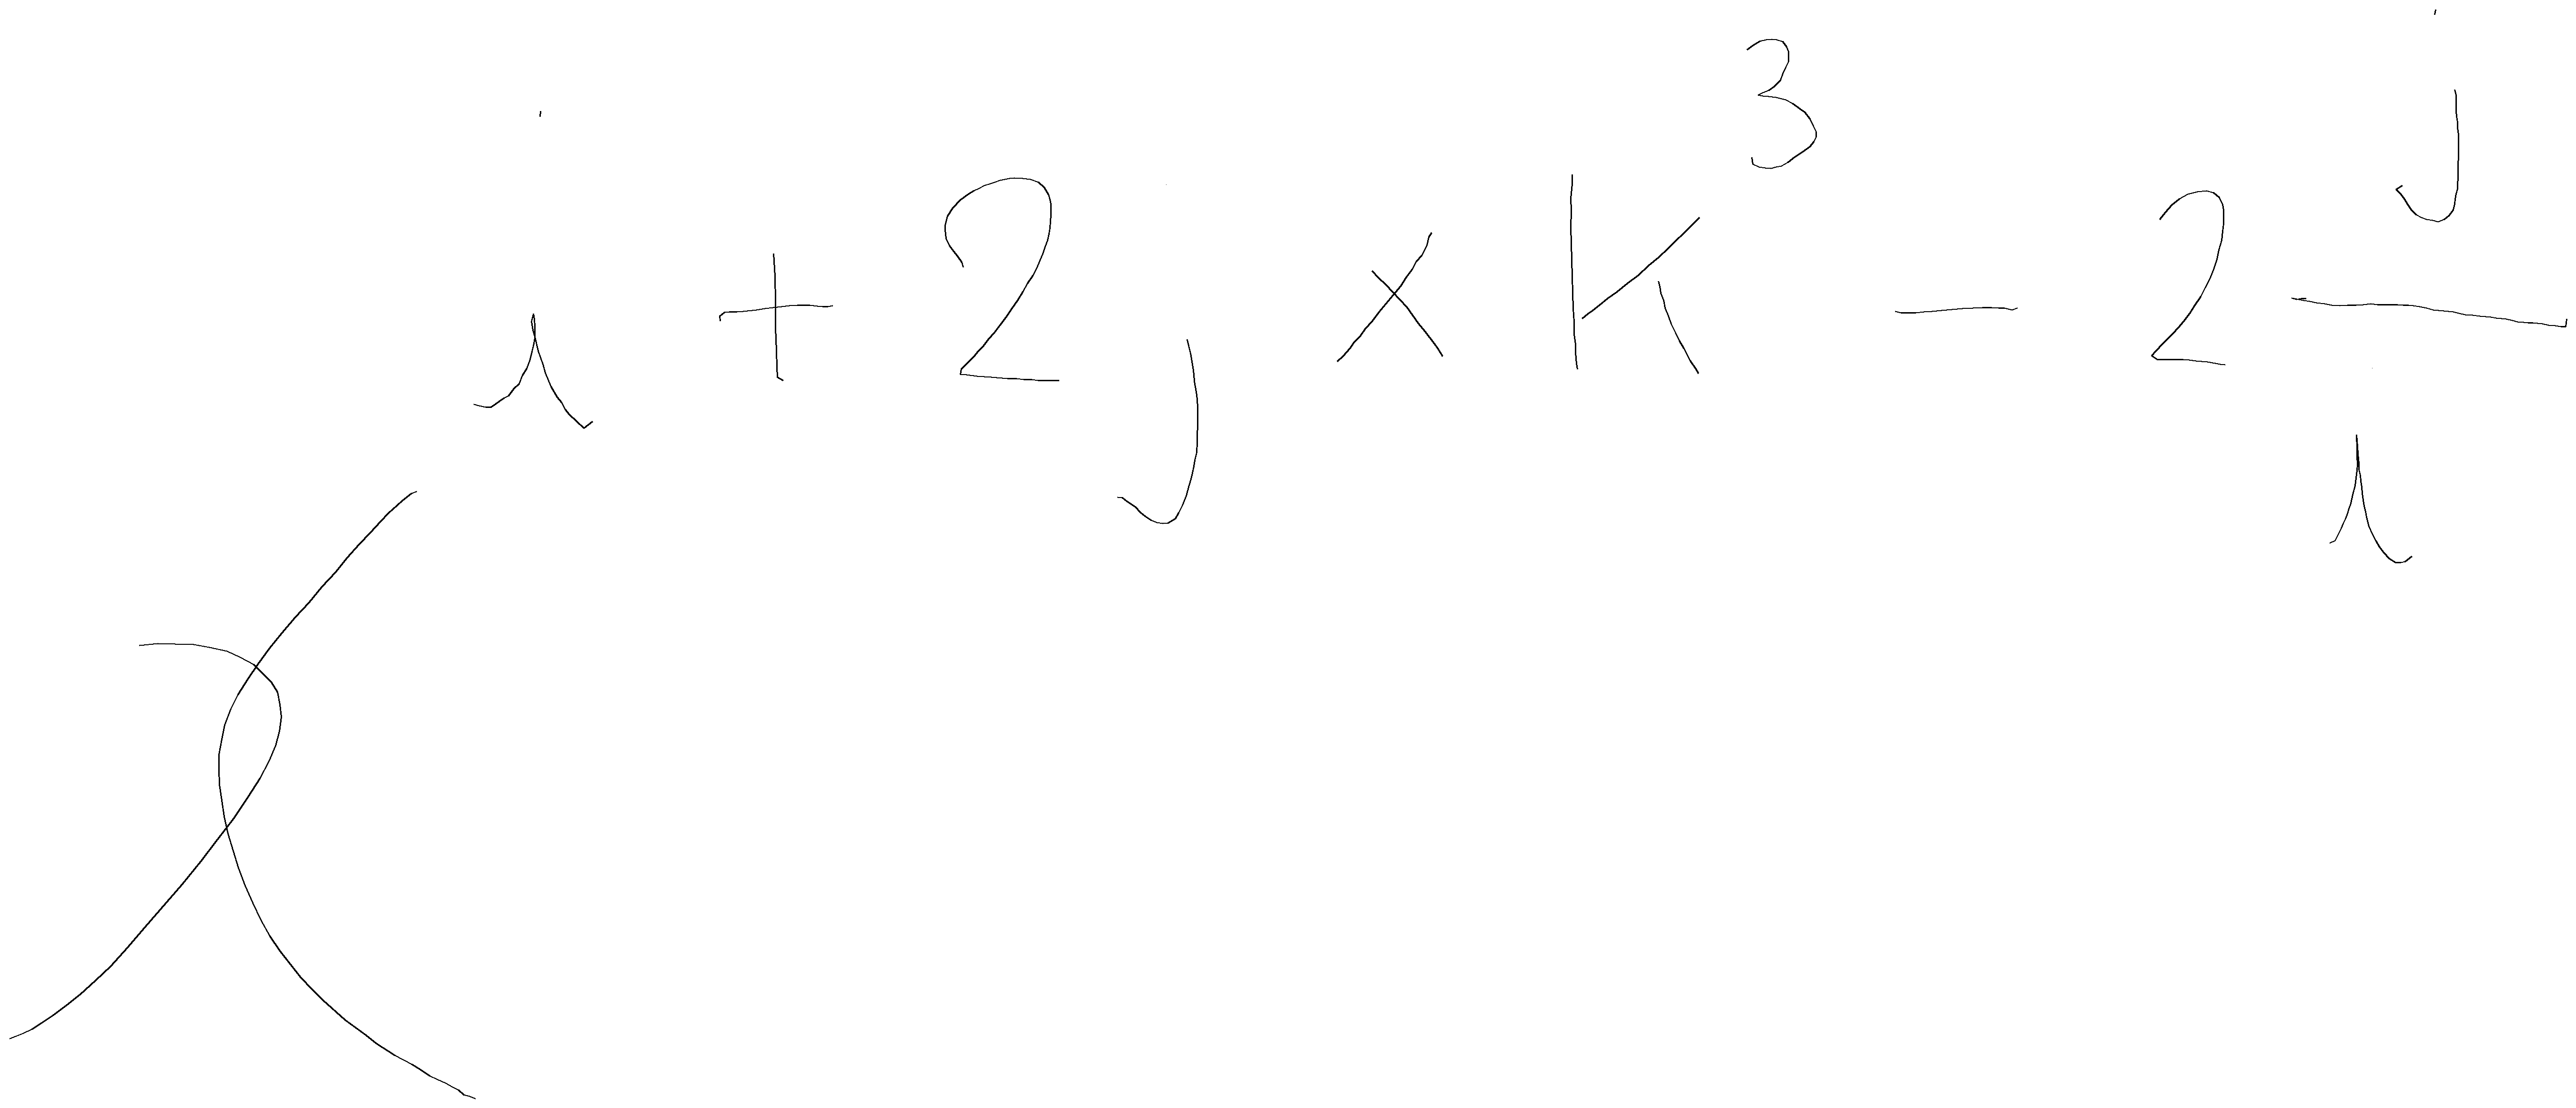 $x^{i + 2j \times k^{3} - 2\frac{j}{i}}$